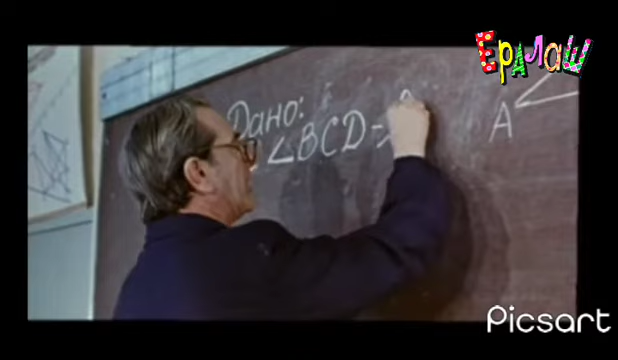 Ералаш
Дано:
∠BCD =
A
Picsart